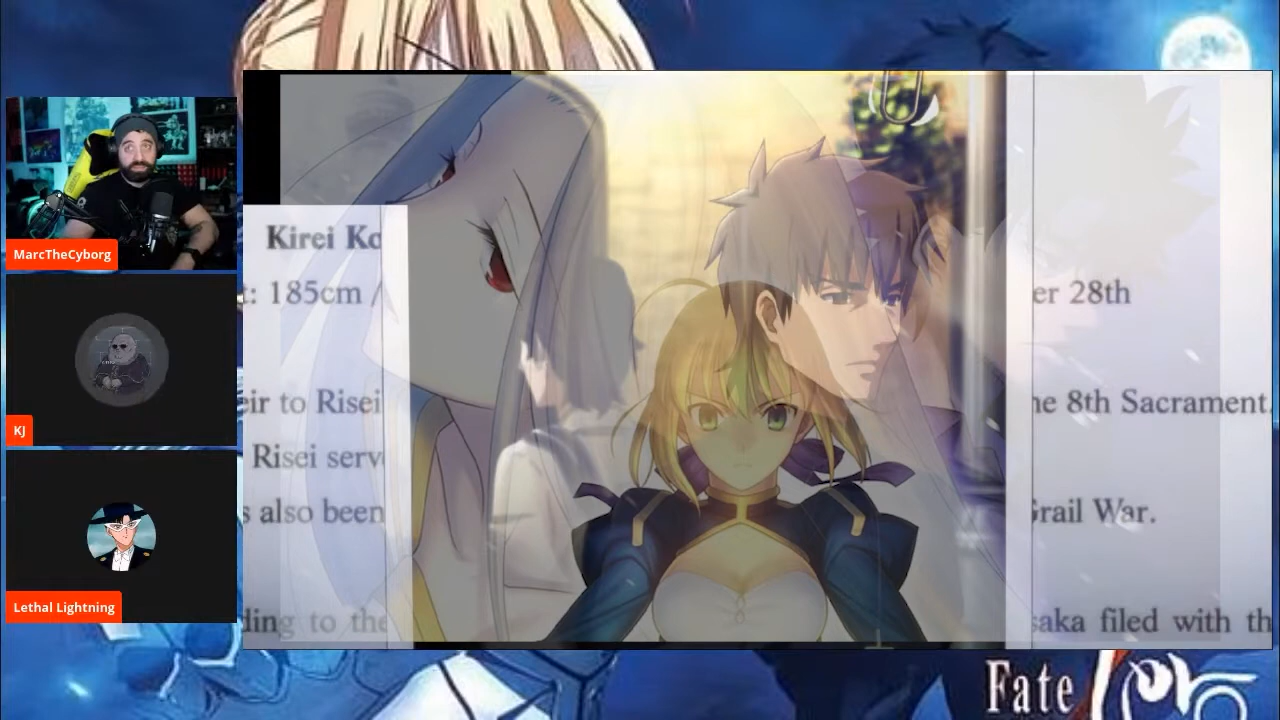 MarcTheCyborg
KJ
Lethal Lightning
Kirei Ko
: 185cm / er 28th
eir to Risei he 8th Sacrament.
Risei serv
s also been Grail War.
ding to the saka filed with th
Fate